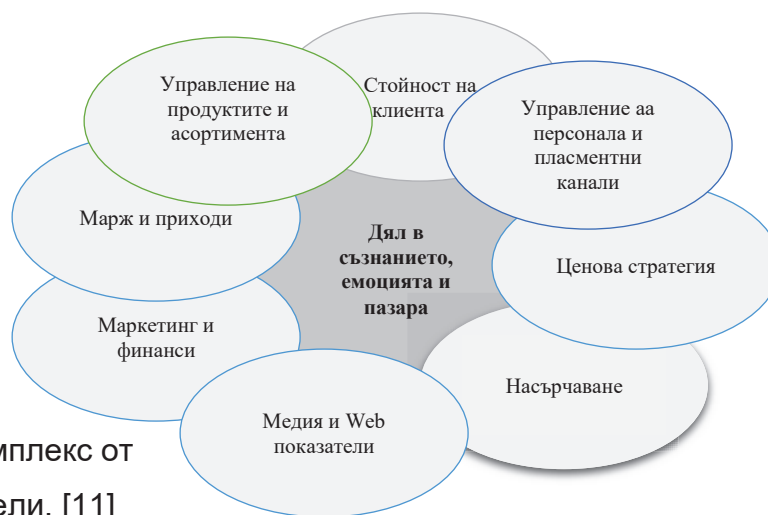 Управление на
продуктите и
асортимента
Стойност на
клиента
Управление аа
персонала и
пласментни
канали
Марж и приходи
Дял в
съзнанието,
емоцията и
пазара
Ценова стратегия
Маркетинг и
финанси
Насърчаване
Медия и Web
показатели
мплекс от
ели. [11]